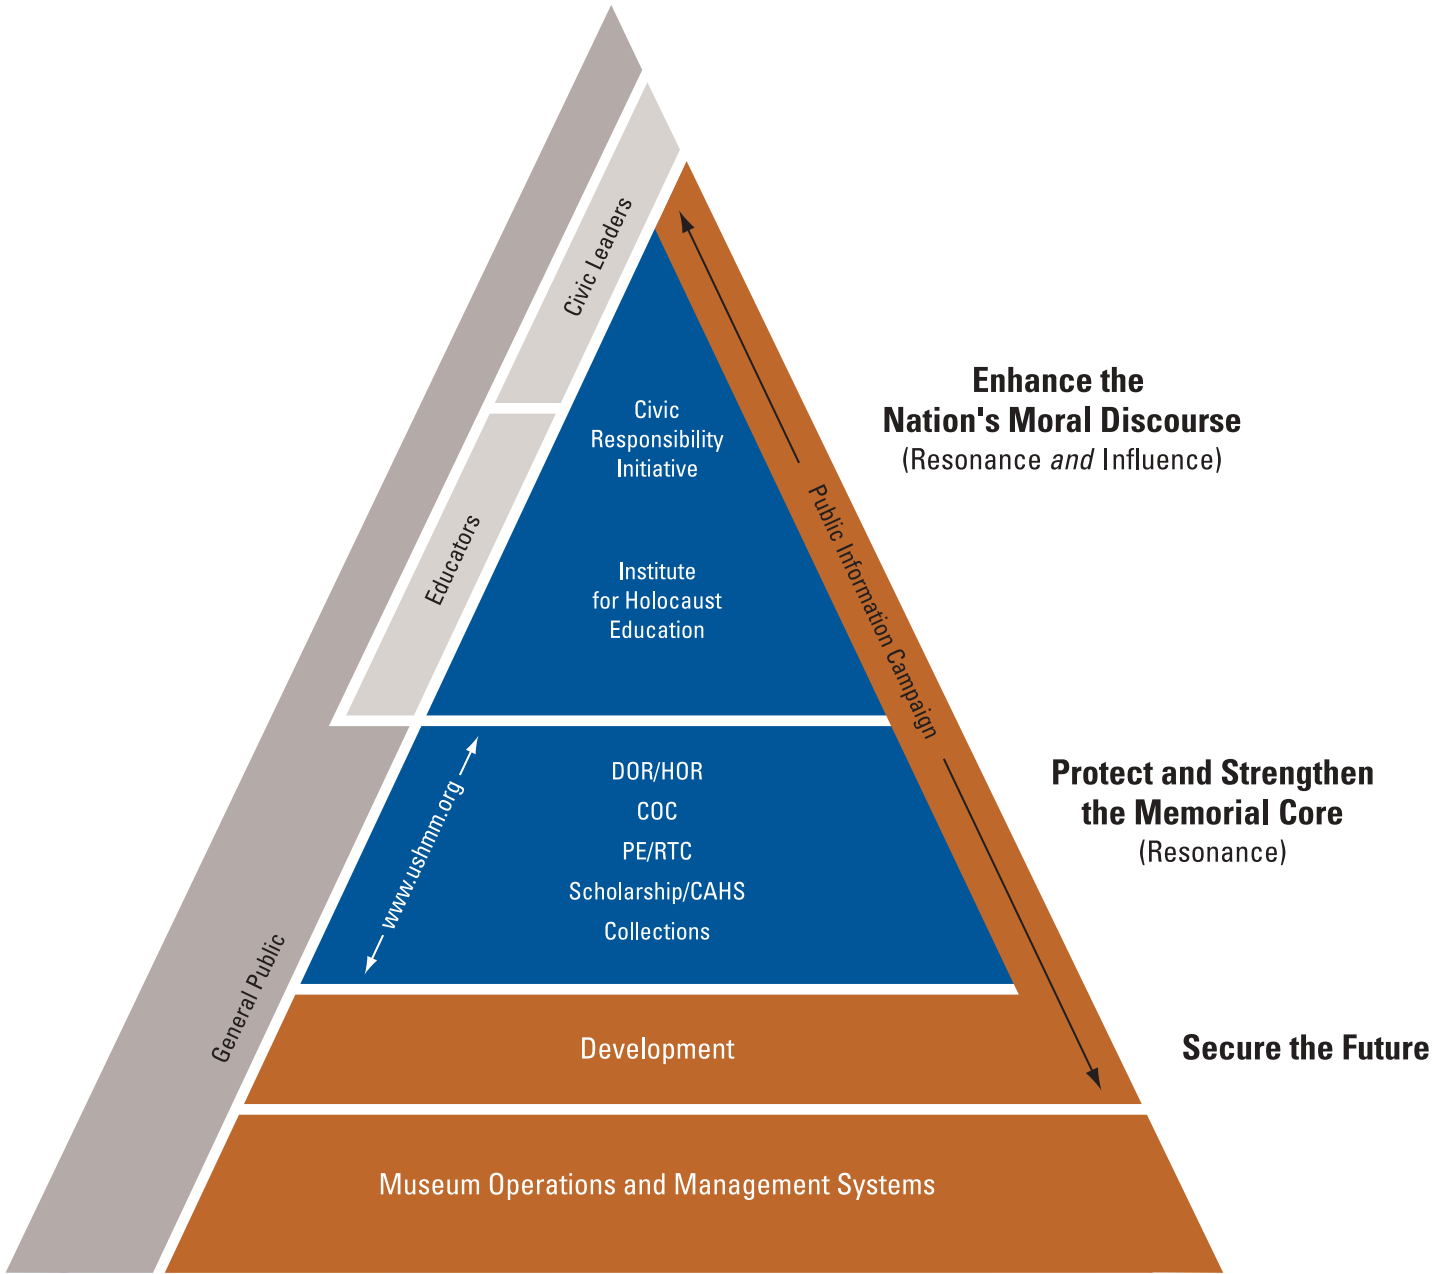 Civic Leaders
Enhance the
Nation's Moral Discourse
(Resonance and Influence)
Civic
Responsibility
Initiative
Educators
Public Information Campaign
Institute
for Holocaust
Education
www.ushmm.org
DOR/HOR
COC
PE/RTC
Scholarship/CAHS
Collections
Protect and Strengthen
the Memorial Core
(Resonance)
General Public
Development
Secure the Future
Museum Operations and Management Systems